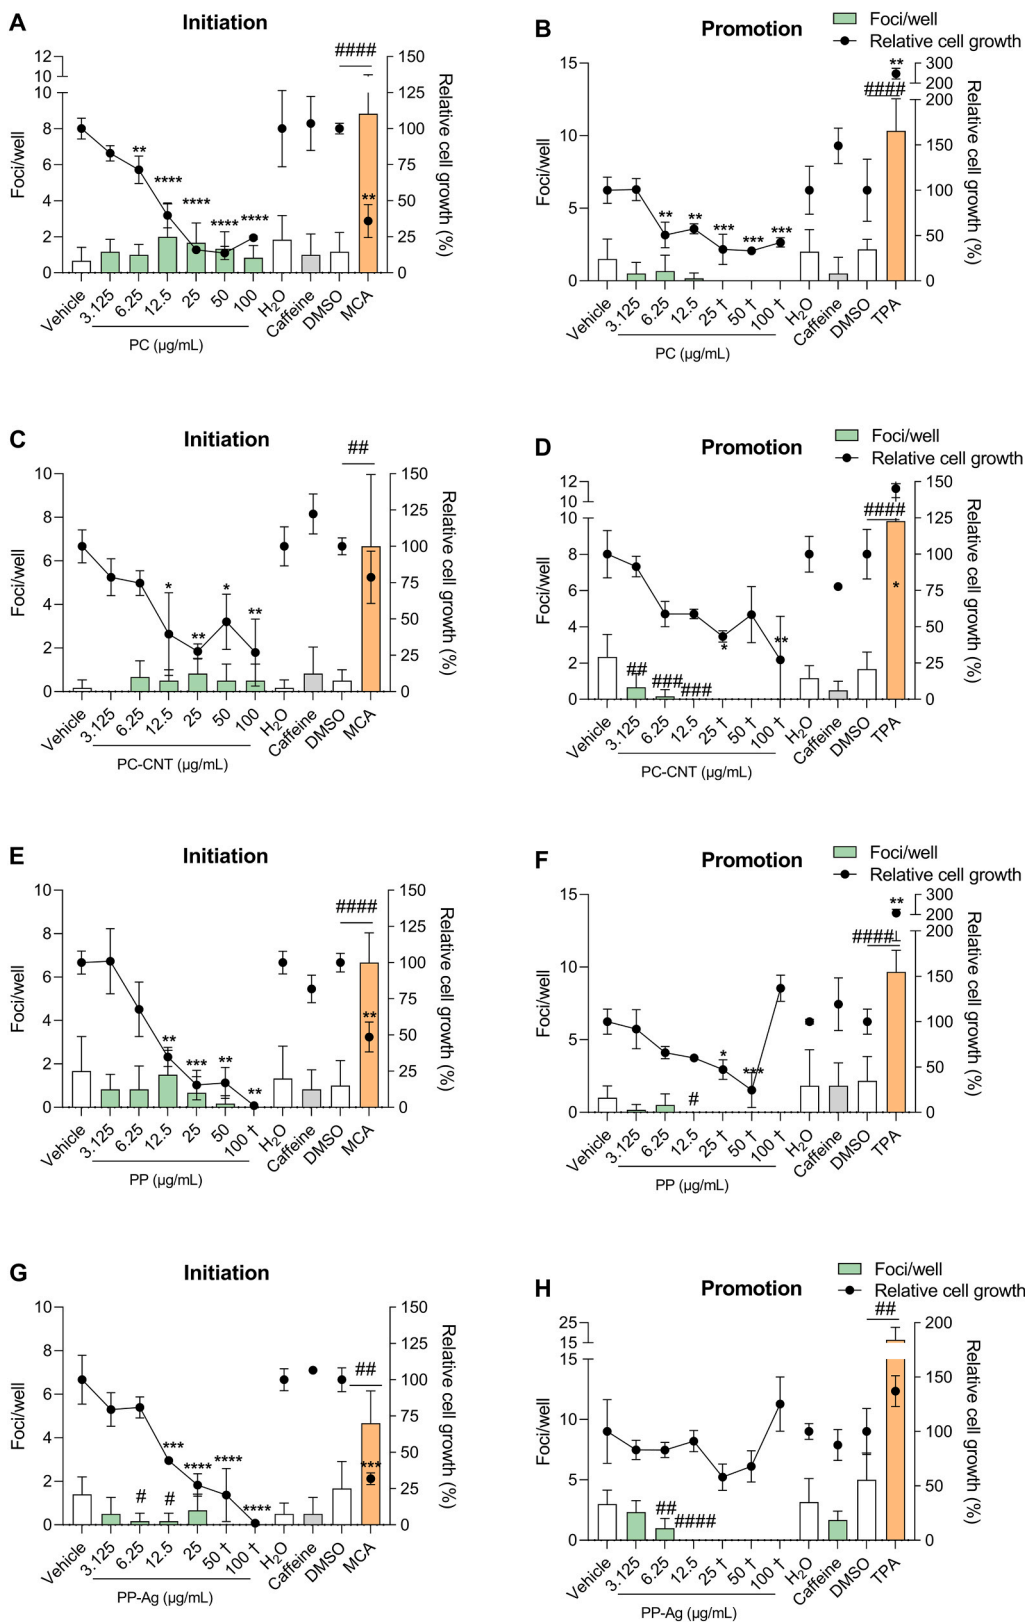 A
Initiation
####
12
10
10
8
6
4
2
0
Foci/well
150
125
100
75
50
25
0
Relative cell growth (%)
**
****
****
****
****
**
Vehicle
3.125
6.25
12.5
25
50
100
H2O
Caffeine
DMSO
MCA
PC (µg/mL)
B
Promotion
Foci/well
Relative cell growth
**
####
15
10
5
0
Foci/well
300
200
200
150
100
50
0
Relative cell growth (%)
**
**
***
***
***
Vehicle
3.125
6.25
12.5
25 †
50 †
100 †
H2O
Caffeine
DMSO
TPA
PC (µg/mL)
C
Initiation
##
10
8
6
4
2
0
Foci/well
150
125
100
75
50
25
0
Relative cell growth (%)
*
**
*
**
Vehicle
3.125
6.25
12.5
25
50
100
H2O
Caffeine
DMSO
MCA
PC-CNT (µg/mL)
D
Promotion
Foci/well
Relative cell growth
####
12
10
10
8
6
4
2
0
Foci/well
150
125
100
75
50
25
0
Relative cell growth (%)
##
###
###
*
**
*
Vehicle
3.125
6.25
12.5
25 †
50 †
100 †
H2O
Caffeine
DMSO
TPA
PC-CNT (µg/mL)
E
Initiation
####
10
8
6
4
2
0
Foci/well
150
125
100
75
50
25
0
Relative cell growth (%)
**
***
**
**
**
Vehicle
3.125
6.25
12.5
25
50
100 †
H2O
Caffeine
DMSO
MCA
PP (µg/mL)
F
Promotion
Foci/well
Relative cell growth
**
####
15
10
5
0
Foci/well
300
200
200
150
100
50
0
Relative cell growth (%)
#
*
***
Vehicle
3.125
6.25
12.5
25 †
50 †
100 †
H2O
Caffeine
DMSO
TPA
PP (µg/mL)
G
Initiation
##
10
8
6
4
2
0
Foci/well
150
125
100
75
50
25
0
Relative cell growth (%)
#
#
***
****
****
****
***
Vehicle
3.125
6.25
12.5
25
50 †
100 †
H2O
Caffeine
DMSO
MCA
PP-Ag (µg/mL)
H
Promotion
Foci/well
Relative cell growth
##
25
15
15
10
5
0
Foci/well
200
150
100
50
0
Relative cell growth (%)
##
####
Vehicle
3.125
6.25
12.5
25 †
50 †
100 †
H2O
Caffeine
DMSO
TPA
PP-Ag (µg/mL)